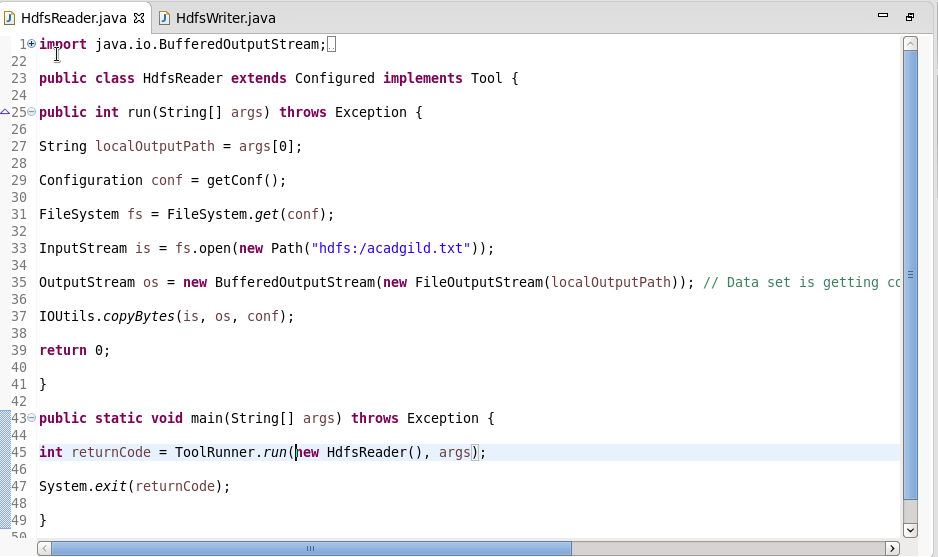 HdfsReader.java HdfsWriter.java
1 import java.io.BufferedOutputStream;
22
23 public class HdfsReader extends Configured implements Tool {
24
25 public int run(String[] args) throws Exception {
26
27 String localOutputPath = args[0];
28
29 Configuration conf = getConf();
30
31 FileSystem fs = FileSystem.get(conf);
32
33 InputStream is = fs.open(new Path("hdfs:/acadgild.txt"));
34
35 OutputStream os = new BufferedOutputStream(new FileOutputStream(localOutputPath)); // Data set is getting co
36
37 IOUtils.copyBytes(is, os, conf);
38
39 return 0;
40
41 }
42
43 public static void main(String[] args) throws Exception {
44
45 int returnCode = ToolRunner.run(new HdfsReader(), args);
46
47 System.exit(returnCode);
48
49 }
50